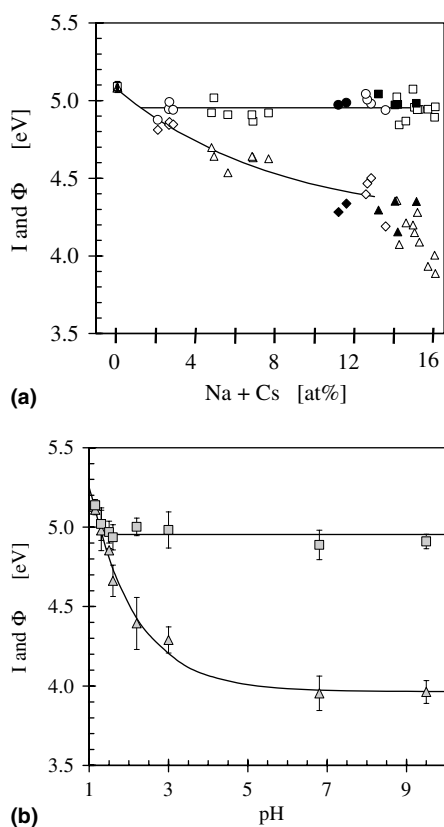 5.5
5.0
4.5
4.0
3.5
I and Φ [eV]
0 4 8 12 16
Na + Cs [at%]
(a)
5.5
5.0
4.5
4.0
3.5
I and Φ [eV]
1 3 5 7 9
pH
(b)